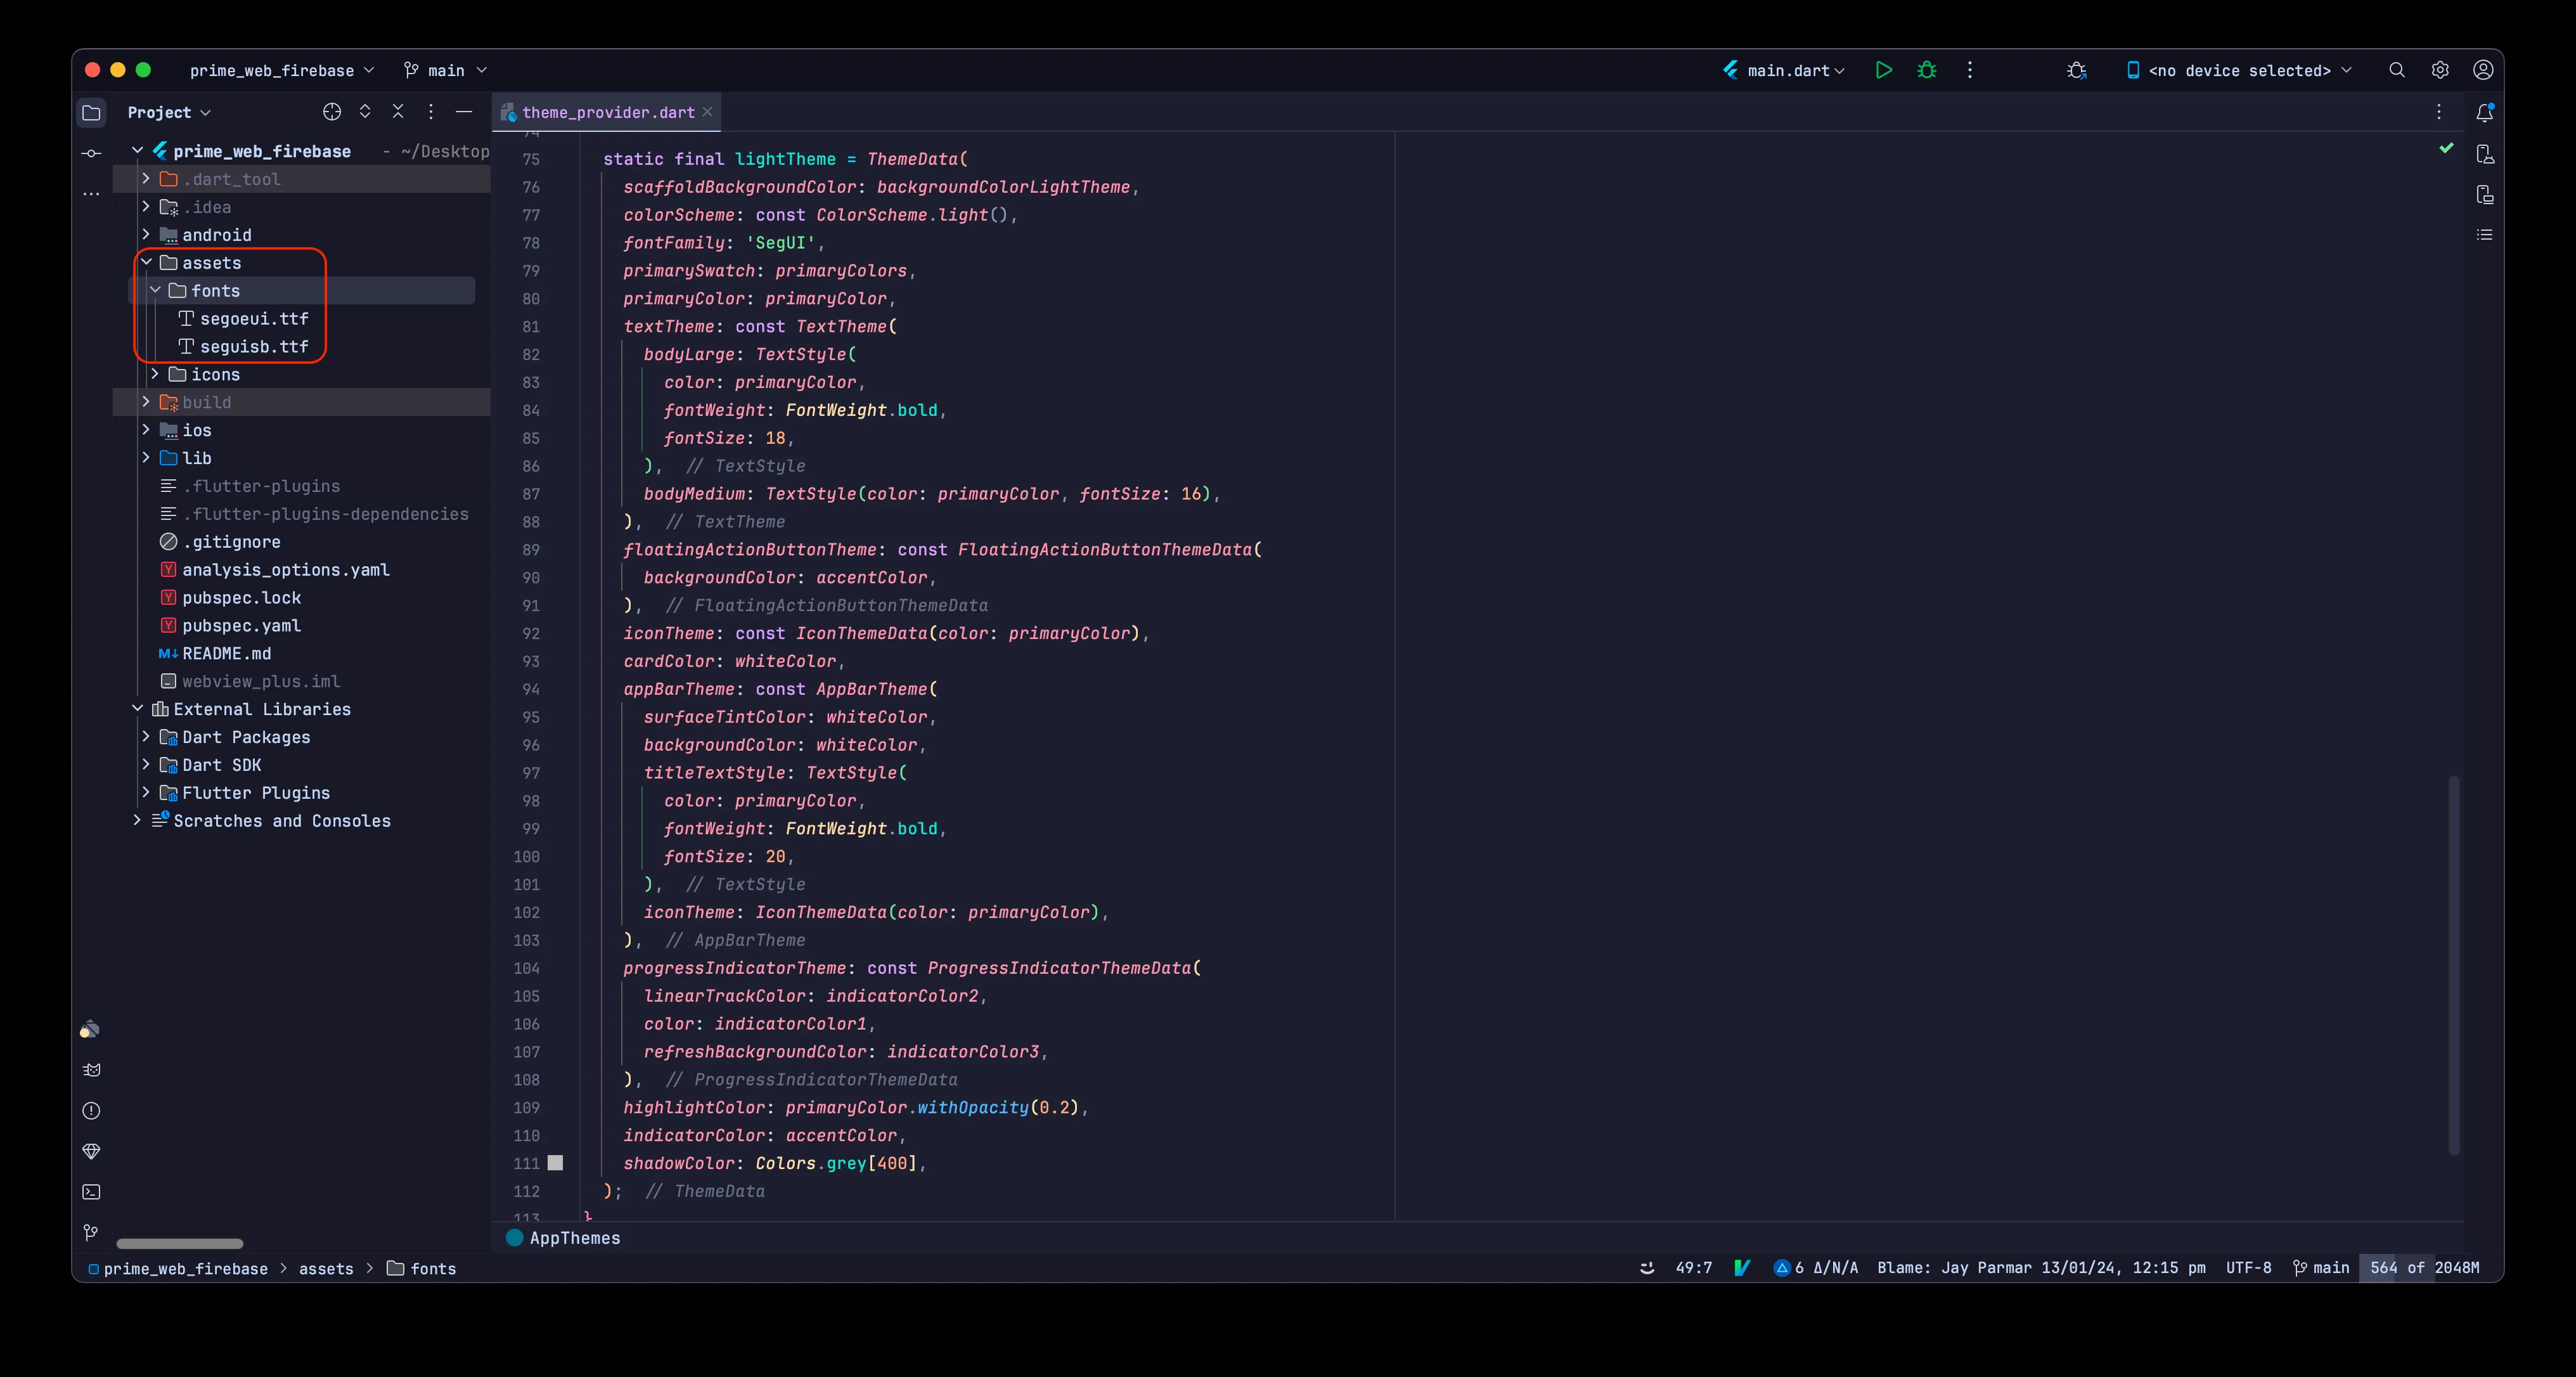 prime_web_firebase main main.dart <no device selected>
Project
theme_provider.dart
prime_web_firebase - ~/Desktop
.dart_tool
.idea
android
assets
fonts
segoeui.ttf
seguisb.ttf
icons
build
ios
lib
.flutter-plugins
.flutter-plugins-dependencies
.gitignore
analysis_options.yaml
pubspec.lock
pubspec.yaml
README.md
webview_plus.iml
External Libraries
Dart Packages
Dart SDK
Flutter Plugins
Scratches and Consoles
74
75 static final lightTheme = ThemeData(
76 scaffoldBackgroundColor: backgroundColorLightTheme,
77 colorScheme: const ColorScheme.light(),
78 fontFamily: 'SegUI',
79 primarySwatch: primaryColors,
80 primaryColor: primaryColor,
81 textTheme: const TextTheme(
82 bodyLarge: TextStyle(
83 color: primaryColor,
84 fontWeight: FontWeight.bold,
85 fontSize: 18,
86 ), // TextStyle
87 bodyMedium: TextStyle(color: primaryColor, fontSize: 16),
88 ), // TextTheme
89 floatingActionButtonTheme: const FloatingActionButtonThemeData(
90 backgroundColor: accentColor,
91 ), // FloatingActionButtonThemeData
92 iconTheme: const IconThemeData(color: primaryColor),
93 cardColor: whiteColor,
94 appBarTheme: const AppBarTheme(
95 surfaceTintColor: whiteColor,
96 backgroundColor: whiteColor,
97 titleTextStyle: TextStyle(
98 color: primaryColor,
99 fontWeight: FontWeight.bold,
100 fontSize: 20,
101 ), // TextStyle
102 iconTheme: IconThemeData(color: primaryColor),
103 ), // AppBarTheme
104 progressIndicatorTheme: const ProgressIndicatorThemeData(
105 linearTrackColor: indicatorColor2,
106 color: indicatorColor1,
107 refreshBackgroundColor: indicatorColor3,
108 ), // ProgressIndicatorThemeData
109 highlightColor: primaryColor.withOpacity(0.2),
110 indicatorColor: accentColor,
111 shadowColor: Colors.grey[400],
112 ); // ThemeData
113 }
AppThemes
prime_web_firebase > assets > fonts 49:7 6 Δ/N/A Blame: Jay Parmar 13/01/24, 12:15 pm UTF-8 main 564 of 2048M